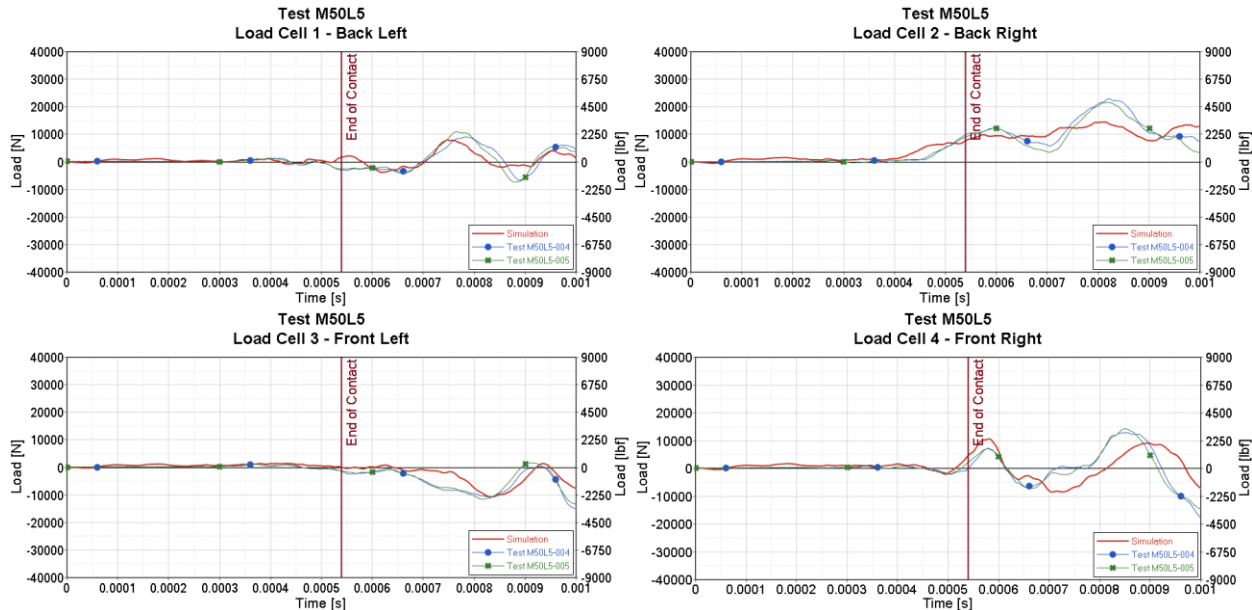 Test M50L5
Load Cell 1 - Back Left
40000
30000
20000
10000
0
-10000
-20000
-30000
-40000
Load [N]
9000
6750
4500
2250
0
-2250
-4500
-6750
-9000
Load [lbf]
End of Contact
Simulation
Test M50L5-004
Test M50L5-005
0 0.0001 0.0002 0.0003 0.0004 0.0005 0.0006 0.0007 0.0008 0.0009 0.001
Time [s]
Test M50L5
Load Cell 2 - Back Right
40000
30000
20000
10000
0
-10000
-20000
-30000
-40000
Load [N]
9000
6750
4500
2250
0
-2250
-4500
-6750
-9000
Load [lbf]
End of Contact
Simulation
Test M50L5-004
Test M50L5-005
0 0.0001 0.0002 0.0003 0.0004 0.0005 0.0006 0.0007 0.0008 0.0009 0.001
Time [s]
Test M50L5
Load Cell 3 - Front Left
40000
30000
20000
10000
0
-10000
-20000
-30000
-40000
Load [N]
9000
6750
4500
2250
0
-2250
-4500
-6750
-9000
Load [lbf]
End of Contact
Simulation
Test M50L5-004
Test M50L5-005
0 0.0001 0.0002 0.0003 0.0004 0.0005 0.0006 0.0007 0.0008 0.0009 0.001
Time [s]
Test M50L5
Load Cell 4 - Front Right
40000
30000
20000
10000
0
-10000
-20000
-30000
-40000
Load [N]
9000
6750
4500
2250
0
-2250
-4500
-6750
-9000
Load [lbf]
End of Contact
Simulation
Test M50L5-004
Test M50L5-005
0 0.0001 0.0002 0.0003 0.0004 0.0005 0.0006 0.0007 0.0008 0.0009 0.001
Time [s]